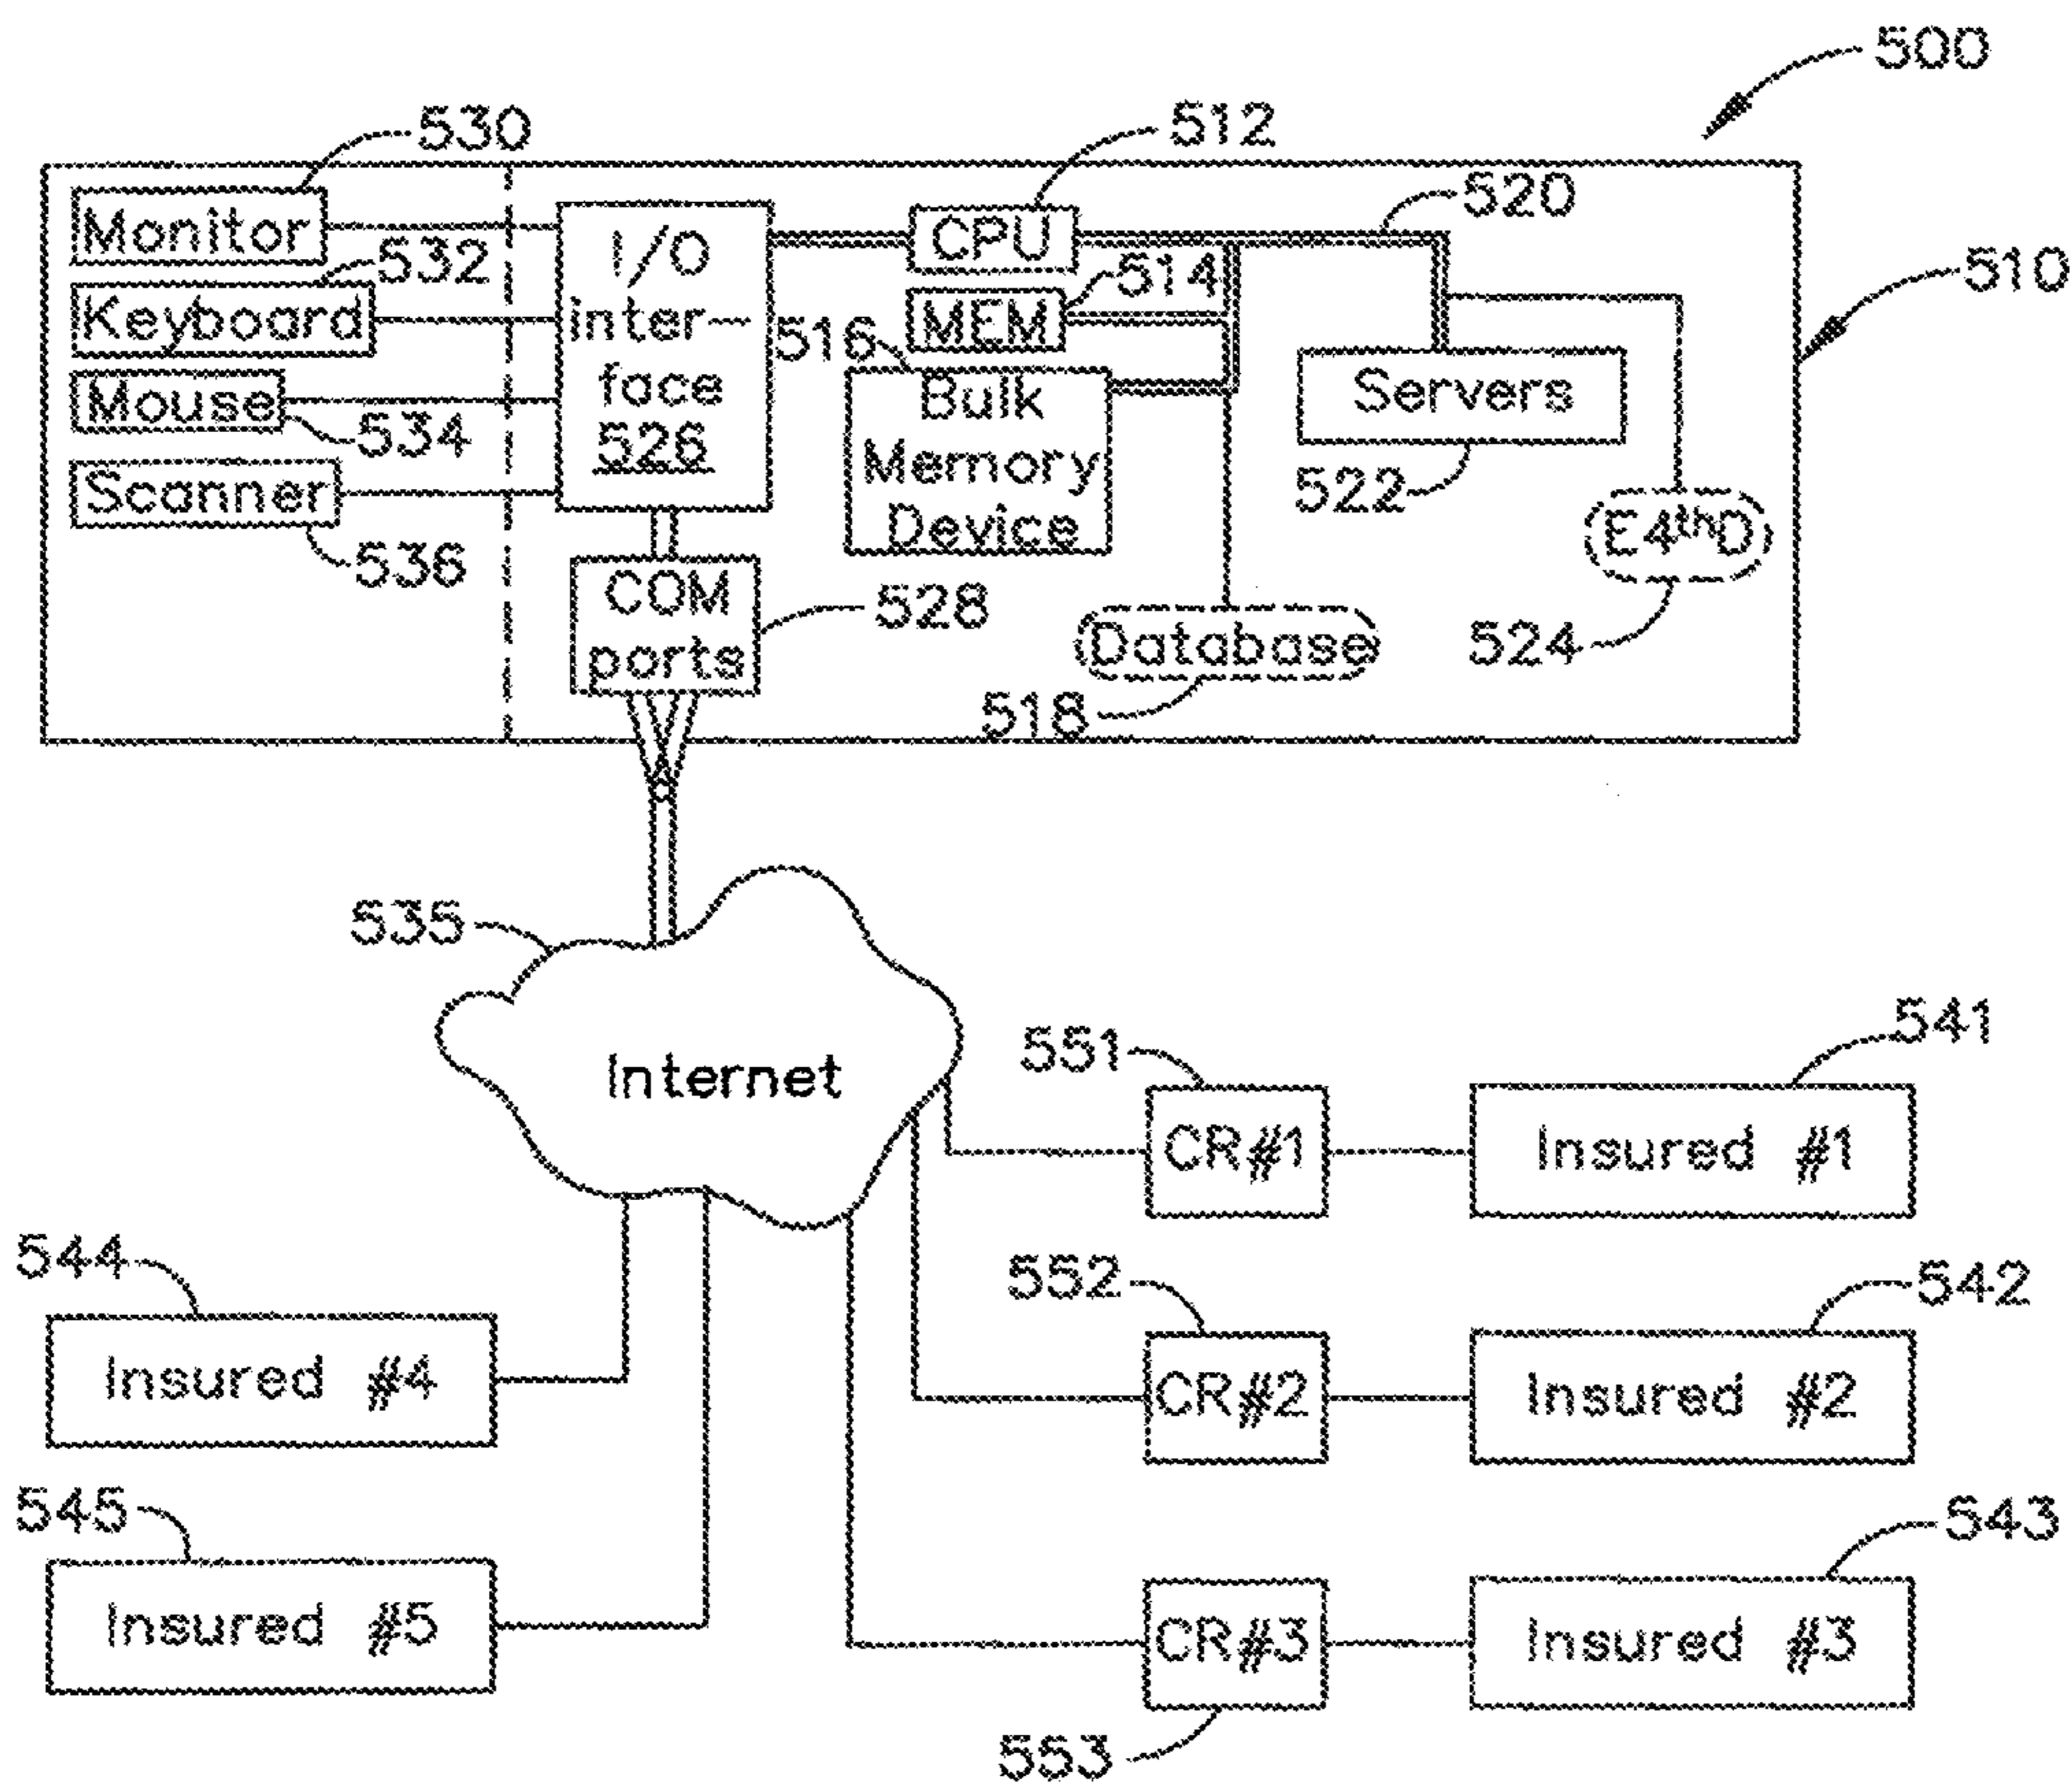 500
530
512
520
510
Monitor
532
Keyboard
Mouse
534
Scanner
536
I/O
inter-
face
526
CPU
514
MEM
516
Bulk
Memory
Device
Servers
522
E4thD
524
COM
ports
528
Database
518
535
Internet
551
541
CR#1
Insured #1
544
552
542
Insured #4
CR#2
Insured #2
545
543
Insured #5
CR#3
Insured #3
553